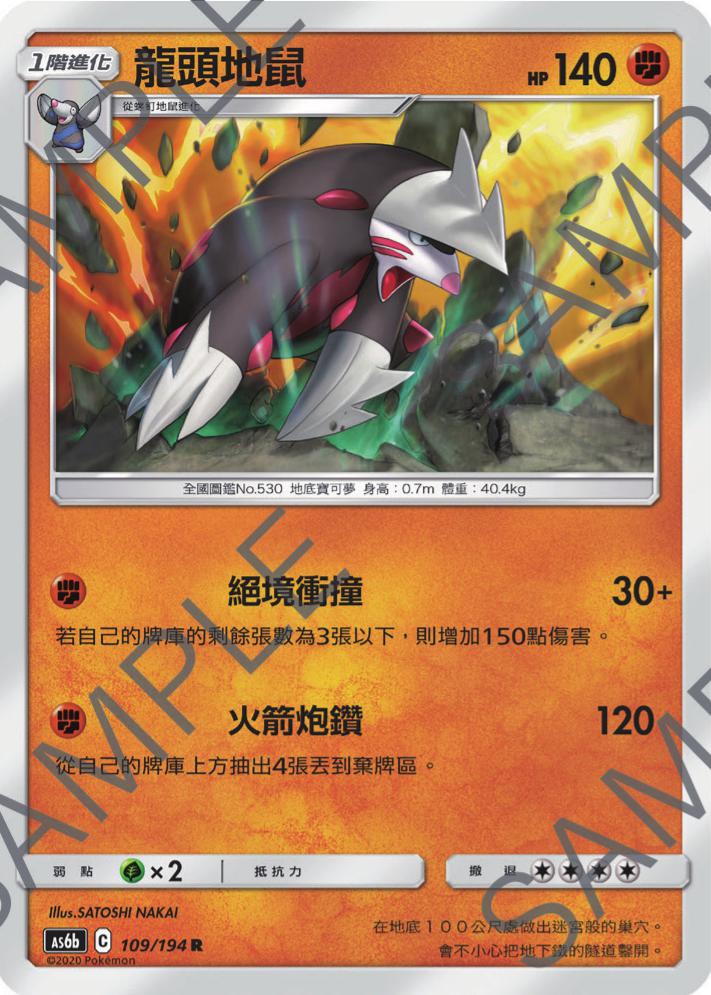 1階進化
龍頭地鼠
HP 140
從螺釘地鼠進化
全國圖鑑No.530 地底寶可夢 身高：0.7m 體重：40.4kg
絕境衝撞 30+
若自己的牌庫的剩餘張數為3張以下，則增加150點傷害。
火箭炮鑽 120
從自己的牌庫上方抽出4張丟到棄牌區。
弱點 ×2 抵抗力 撤退
Illus.SATOSHI NAKAI
AS6b C 109/194 R
©2020 Pokémon
在地底１００公尺處做出迷宮般的巢穴。
會不小心把地下鐵的隧道鑿開。
SAMPLE
SAMPLE
SAMPLE
SAMPLE
SAMPLE
SAMPLE